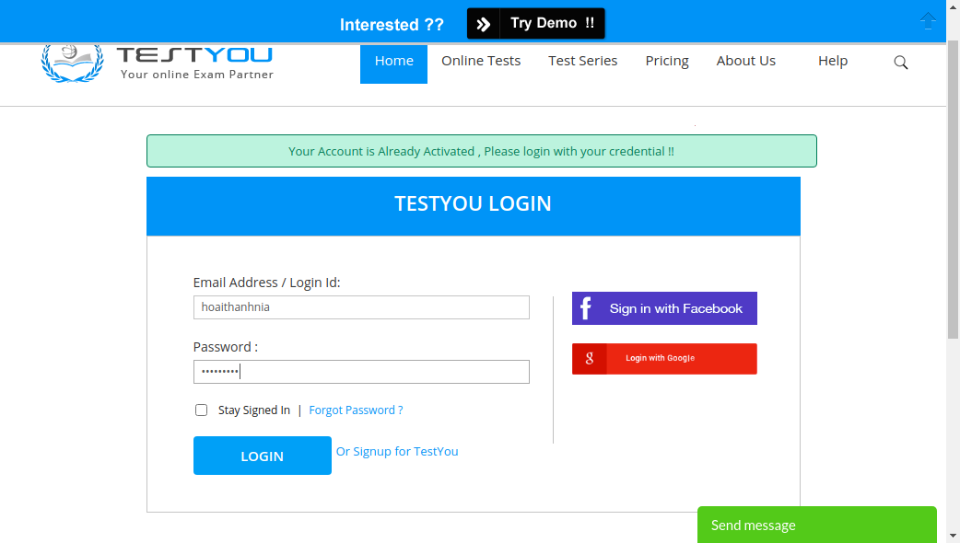 Interested ??
Try Demo !!
TESTYOU
Your online Exam Partner
Home Online Tests Test Series Pricing About Us Help
Your Account is Already Activated , Please login with your credential !!
TESTYOU LOGIN
Email Address / Login Id:
hoaithanhnia
Password :
•••••••••
Stay Signed In | Forgot Password ?
LOGIN
Or Signup for TestYou
f Sign in with Facebook
g Login with Google
Send message